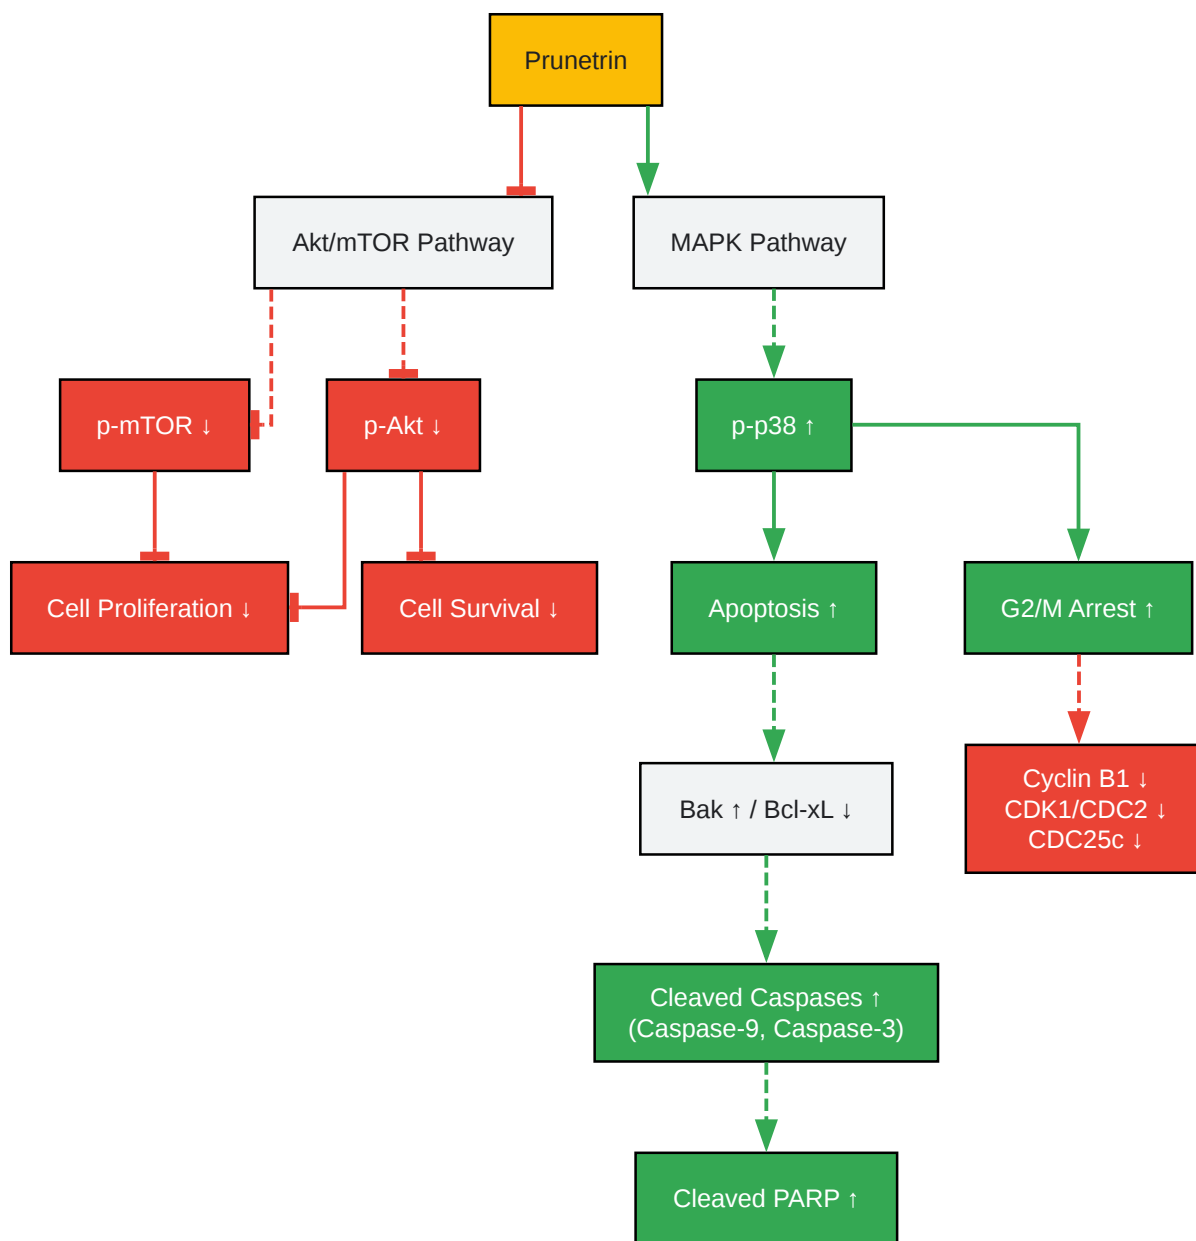 Prunetrin
Akt/mTOR Pathway
MAPK Pathway
p-mTOR ↓
p-Akt ↓
p-p38 ↑
Cell Proliferation ↓
Cell Survival ↓
Apoptosis ↑
G2/M Arrest ↑
Cyclin B1 ↓
CDK1/CDC2 ↓
CDC25c ↓
Bak ↑ / Bcl-xL ↓
Cleaved Caspases ↑
(Caspase-9, Caspase-3)
Cleaved PARP ↑